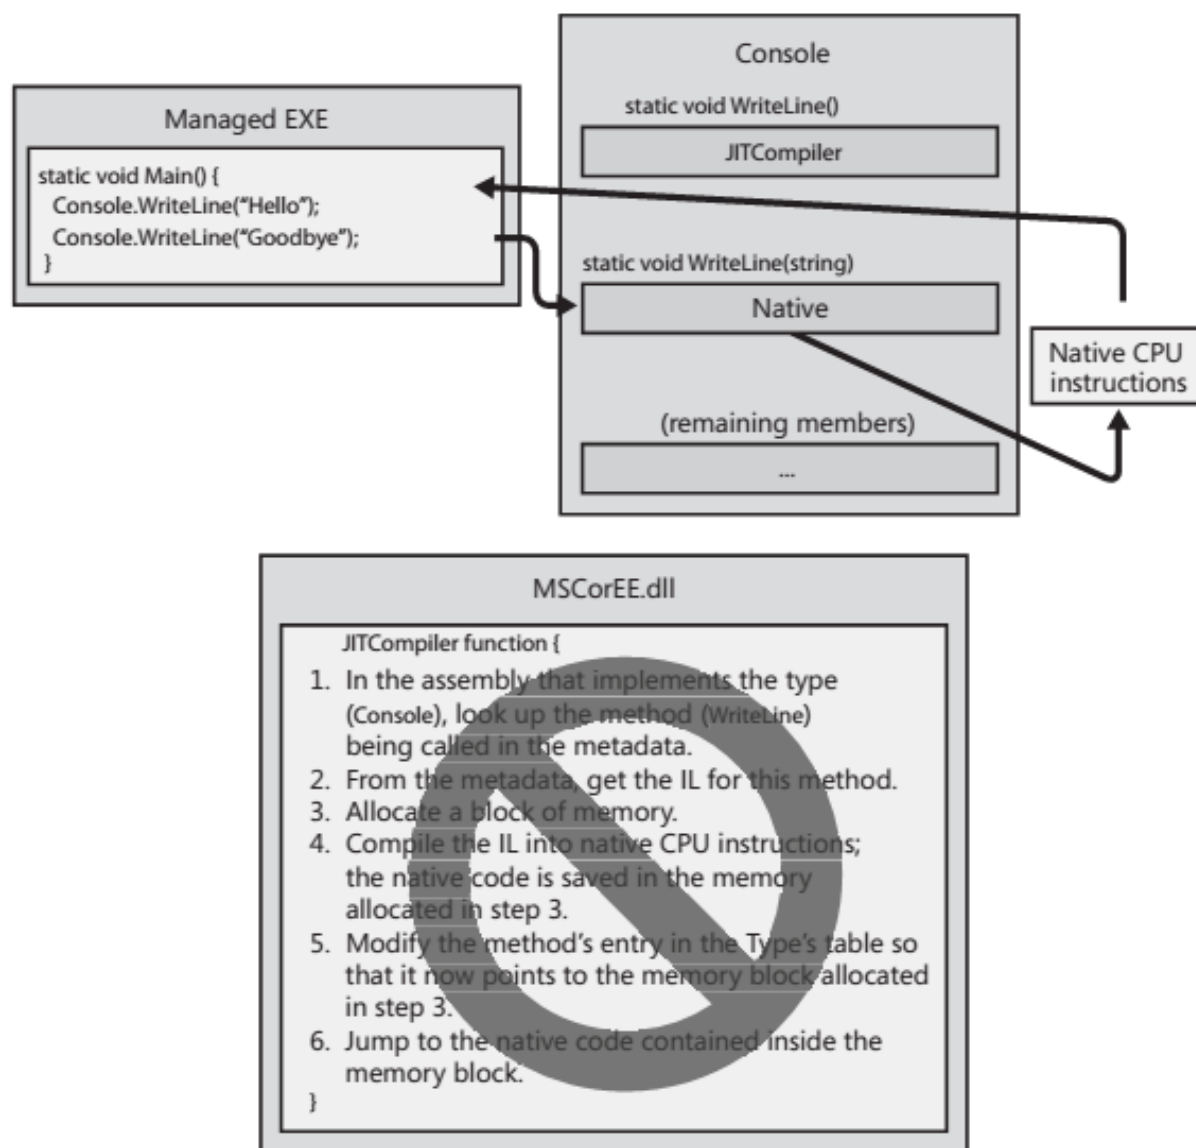 Managed EXE
static void Main() {
Console.WriteLine("Hello");
Console.WriteLine("Goodbye");
}
Console
static void WriteLine()
JITCompiler
static void WriteLine(string)
Native
(remaining members)
...
Native CPU
instructions
MSCorEE.dll
JITCompiler function {
1. In the assembly that implements the type
(Console), look up the method (WriteLine)
being called in the metadata.
2. From the metadata, get the IL for this method.
3. Allocate a block of memory.
4. Compile the IL into native CPU instructions;
the native code is saved in the memory
allocated in step 3.
5. Modify the method's entry in the Type's table so
that it now points to the memory block allocated
in step 3.
6. Jump to the native code contained inside the
memory block.
}